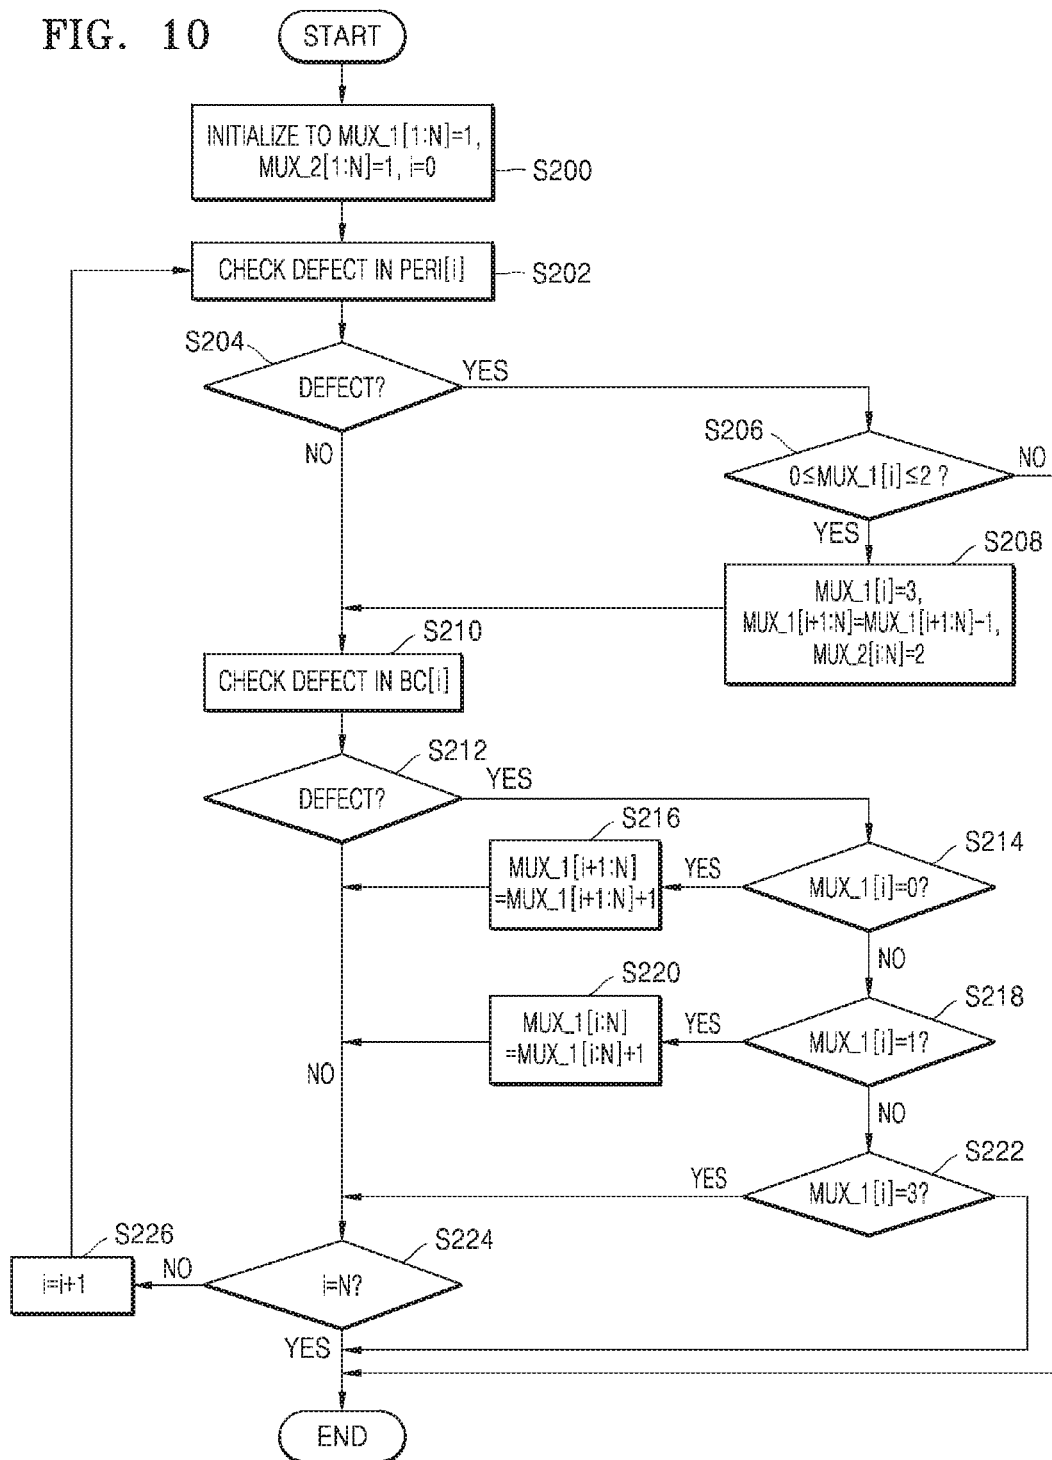 FIG. 10
START
INITIALIZE TO MUX_1[1:N]=1,
MUX_2[1:N]=1, i=0
S200
CHECK DEFECT IN PERI[i]
S202
S204
DEFECT?
YES
NO
S206
0≤MUX_1[i]≤2 ?
NO
YES
S208
MUX_1[i]=3,
MUX_1[i+1:N]=MUX_1[i+1:N]-1,
MUX_2[i:N]=2
S210
CHECK DEFECT IN BC[i]
S212
DEFECT?
YES
S216
MUX_1[i+1:N]
=MUX_1[i+1:N]+1
YES
S214
MUX_1[i]=0?
NO
S220
MUX_1[i:N]
=MUX_1[i:N]+1
YES
S218
MUX_1[i]=1?
NO
NO
YES
S222
MUX_1[i]=3?
S226
i=i+1
NO
S224
i=N?
YES
END